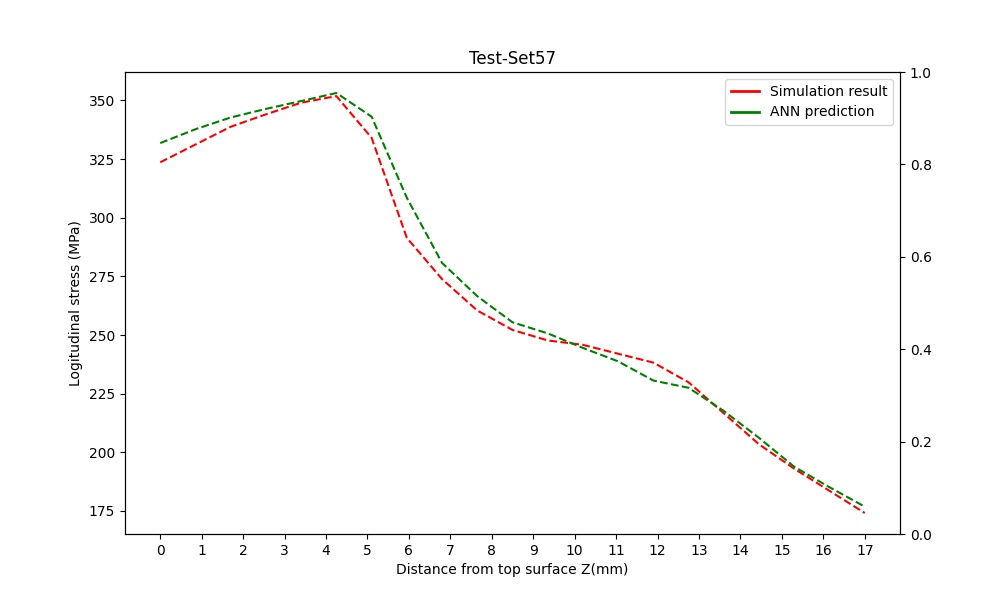 Test-Set57
Simulation result
ANN prediction
350
325
300
275
250
225
200
175
Logitudinal stress (MPa)
1.0
0.8
0.6
0.4
0.2
0.0
0 1 2 3 4 5 6 7 8 9 10 11 12 13 14 15 16 17
Distance from top surface Z(mm)